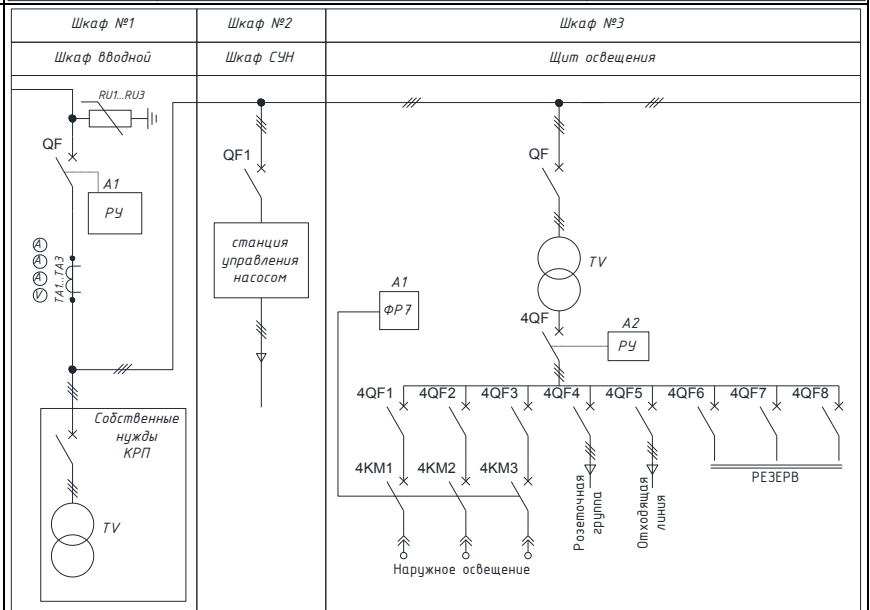 Шкаф №1
Шкаф №2
Шкаф №3
Шкаф вводной
Шкаф СУН
Щит освещения
RU1...RU3
QF
A1
РУ
A
A
A
V
TA1...TA3
Собственные
нужды
КРП
TV
QF1
станция
управления
насосом
QF
TV
A1
ФР7
4QF
A2
РУ
4QF1
4QF2
4QF3
4QF4
4QF5
4QF6
4QF7
4QF8
4KM1
4KM2
4KM3
Розеточная
группа
Отходящая
линия
РЕЗЕРВ
Наружное освещение